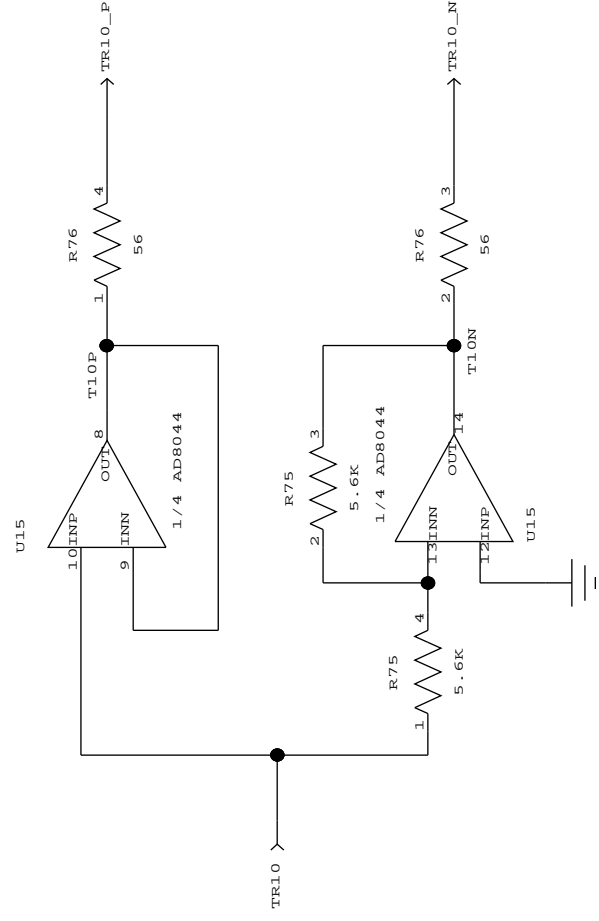 TR10_P
TR10_N
4
R76
56
1
3
R76
56
2
T10P
T10N
8
OUT
1/4 AD8044
U15
10
INP
INN
9
3
R75
5.6K
2
1/4 AD8044
14
OUT
U15
13
INN
12
INP
4
R75
5.6K
1
TR10